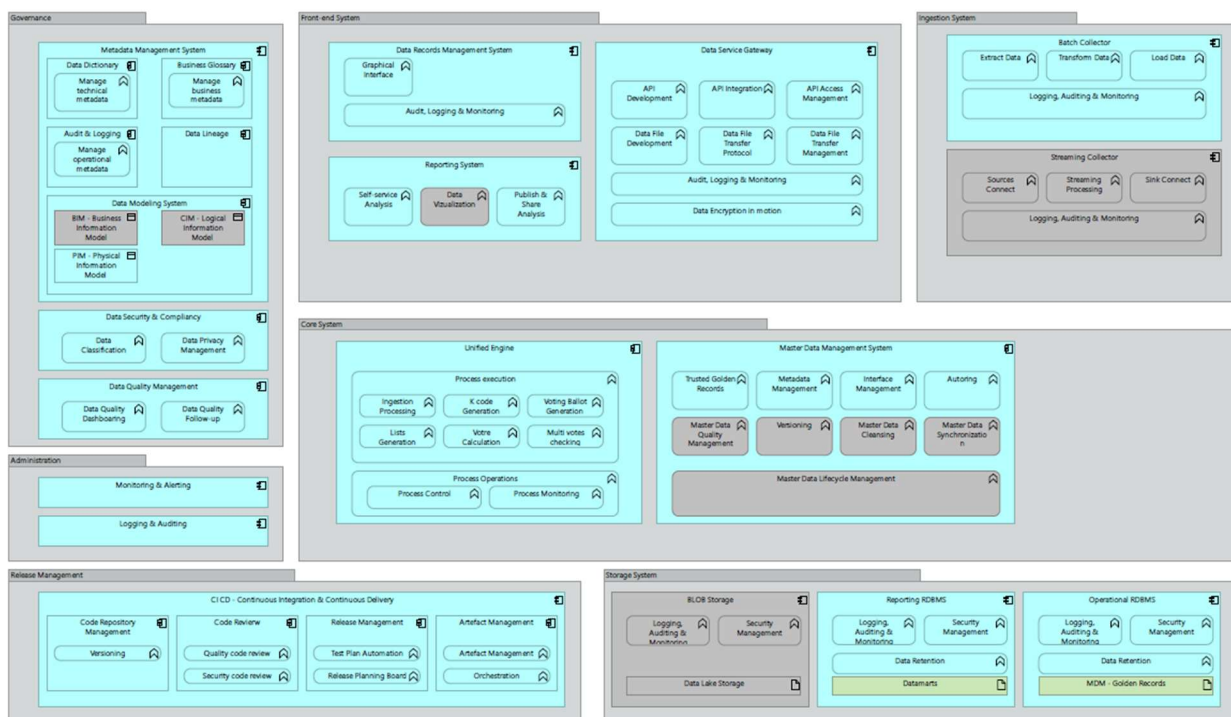 Governance
Metadata Management System
Data Dictionary
Manage
technical
metadata
Business Glossary
Manage
business
metadata
Audit & Logging
Manage
operational
metadata
Data Lineage
Data Modeling System
BIM - Business
Information
Model
CIM - Logical
Information
Model
PIM - Physical
Information
Model
Data Security & Compliancy
Data
Classification
Data Privacy
Management
Data Quality Management
Data Quality
Dashboaring
Data Quality
Follow-up
Front-end System
Data Records Management System
Graphical
Interface
Audit, Logging & Monitoring
Reporting System
Self-service
Analysis
Data
Vizualization
Publish &
Share
Analysis
Data Service Gateway
API
Development
API Integration
API Access
Management
Data File
Development
Data File
Transfer
Protocol
Data File
Transfer
Management
Audit, Logging & Monitoring
Data Encryption in motion
Ingestion System
Batch Collector
Extract Data
Transform Data
Load Data
Logging, Auditing & Monitoring
Streaming Collector
Sources
Connect
Streaming
Processing
Sink Connect
Logging, Auditing & Monitoring
Core System
Unified Engine
Process execution
Ingestion
Processing
K code
Generation
Voting Ballot
Generation
Lists
Generation
Votre
Calculation
Multi votes
checking
Process Operations
Process Control
Process Monitoring
Master Data Management System
Trusted Golden
Records
Metadata
Management
Interface
Management
Autoring
Master Data
Quality
Management
Versioning
Master Data
Cleansing
Master Data
Synchronizatio
n
Master Data Lifecycle Management
Administration
Monitoring & Alerting
Logging & Auditing
Release Management
CI CD - Continuous Integration & Continuous Delivery
Code Repository
Management
Versioning
Code Revierw
Quality code review
Security code review
Release Management
Test Plan Automation
Release Planning Board
Artefact Management
Artefact Management
Orchestration
Storage System
BLOB Storage
Logging,
Auditing &
Monitoring
Security
Management
Data Lake Storage
Reporting RDBMS
Logging,
Auditing &
Monitoring
Security
Management
Data Retention
Datamarts
Operational RDBMS
Logging,
Auditing &
Monitoring
Security
Management
Data Retention
MDM - Golden Records